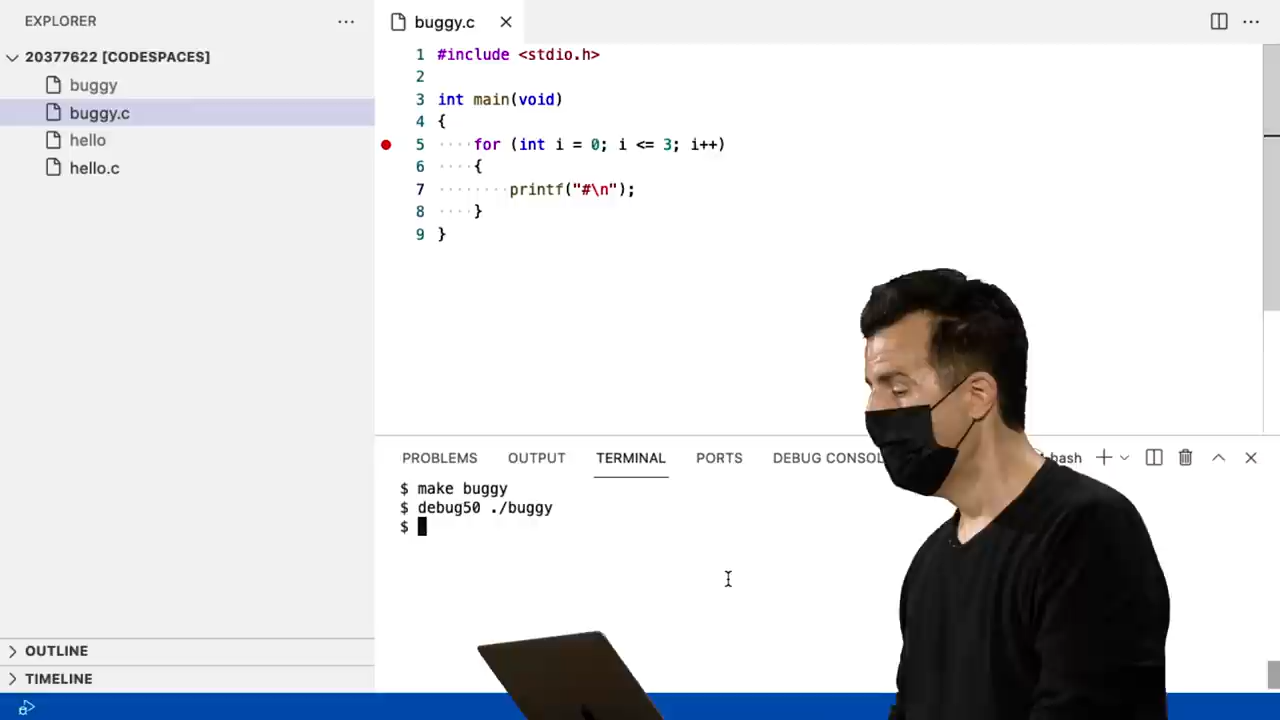 EXPLORER
20377622 [CODESPACES]
buggy
buggy.c
hello
hello.c
OUTLINE
TIMELINE
buggy.c
1 #include <stdio.h>
2
3 int main(void)
4 {
5 for (int i = 0; i <= 3; i++)
6 {
7 printf("#\n");
8 }
9 }
PROBLEMS OUTPUT TERMINAL PORTS DEBUG CONSOL bash
$ make buggy
$ debug50 ./buggy
$